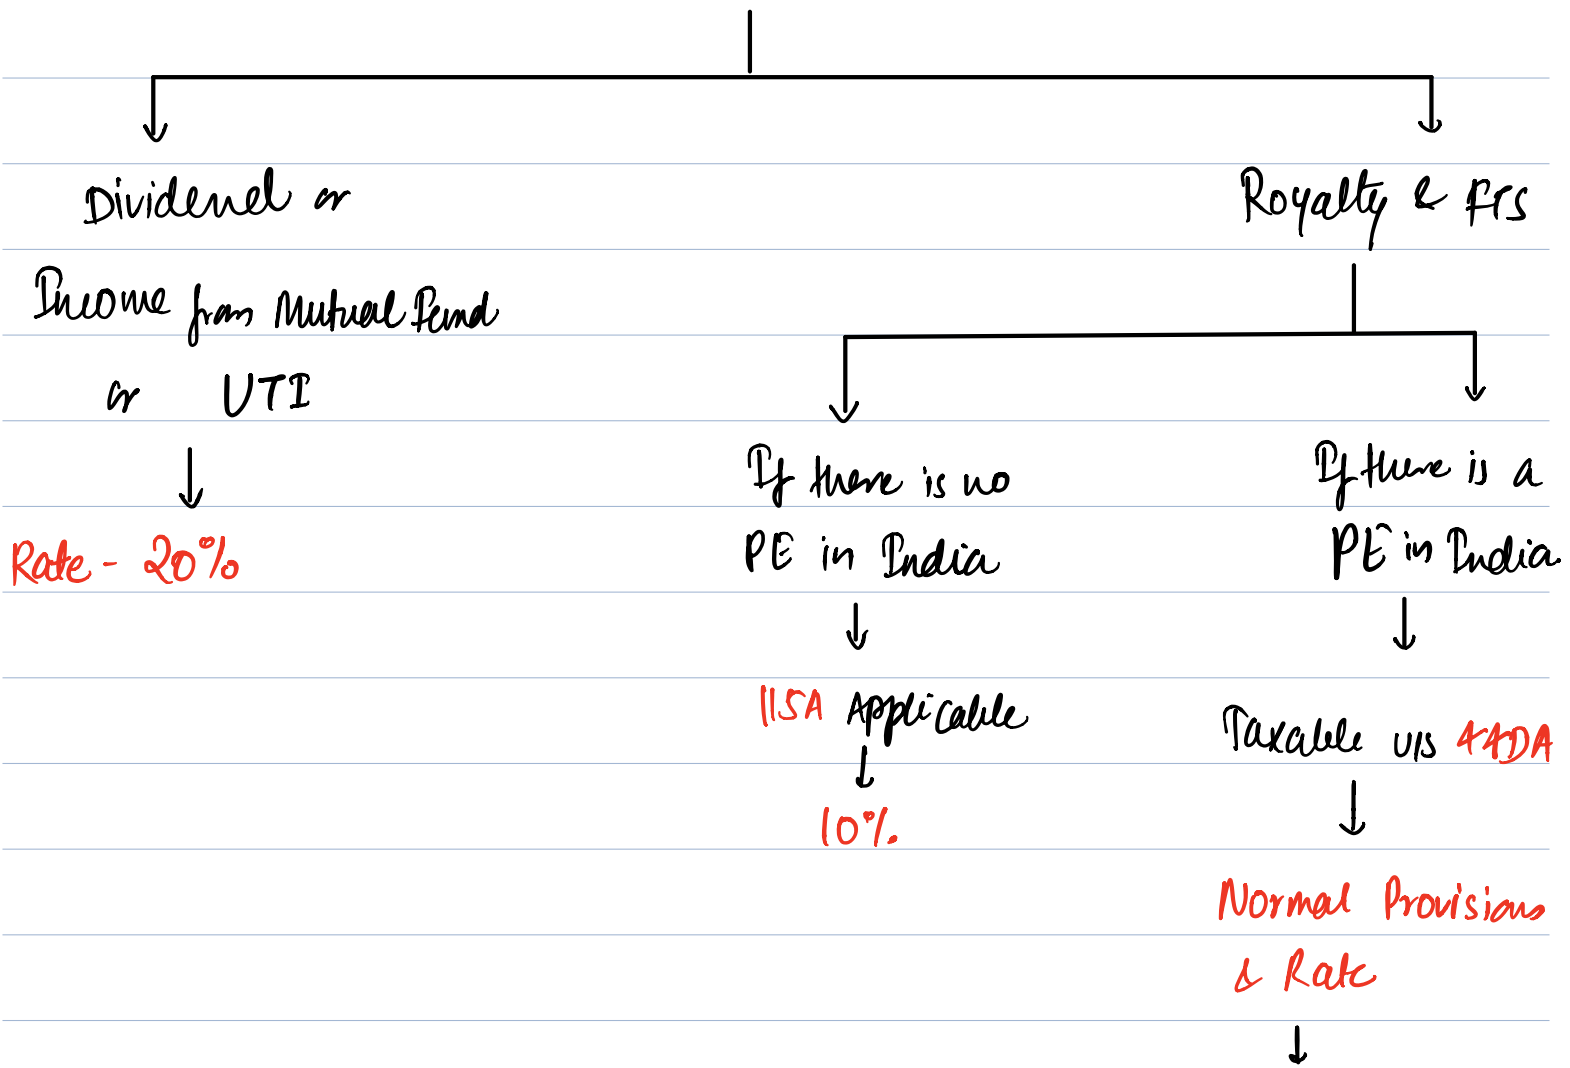 Dividend or
Income from Mutual Fund
or UTI
Rate - 20%
Royalty & FTS
If there is no
PE in India
115A Applicable
10%
If there is a
PE in India
Taxable u/s 44DA
Normal Provisions
& Rate